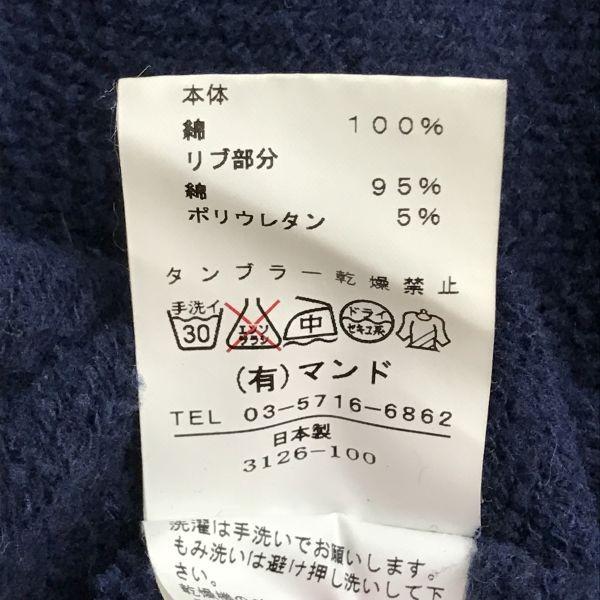 本体
綿 100%
リブ部分
綿 95%
ポリウレタン 5%
タンブラー乾燥禁止
手洗イ 30 エンソサラシ 中 ドライ セキユ系
(有)マンド
TEL 03-5716-6862
日本製
3126-100
洗濯は手洗いでお願いします。
もみ洗いは避け押し洗いして下
さい。